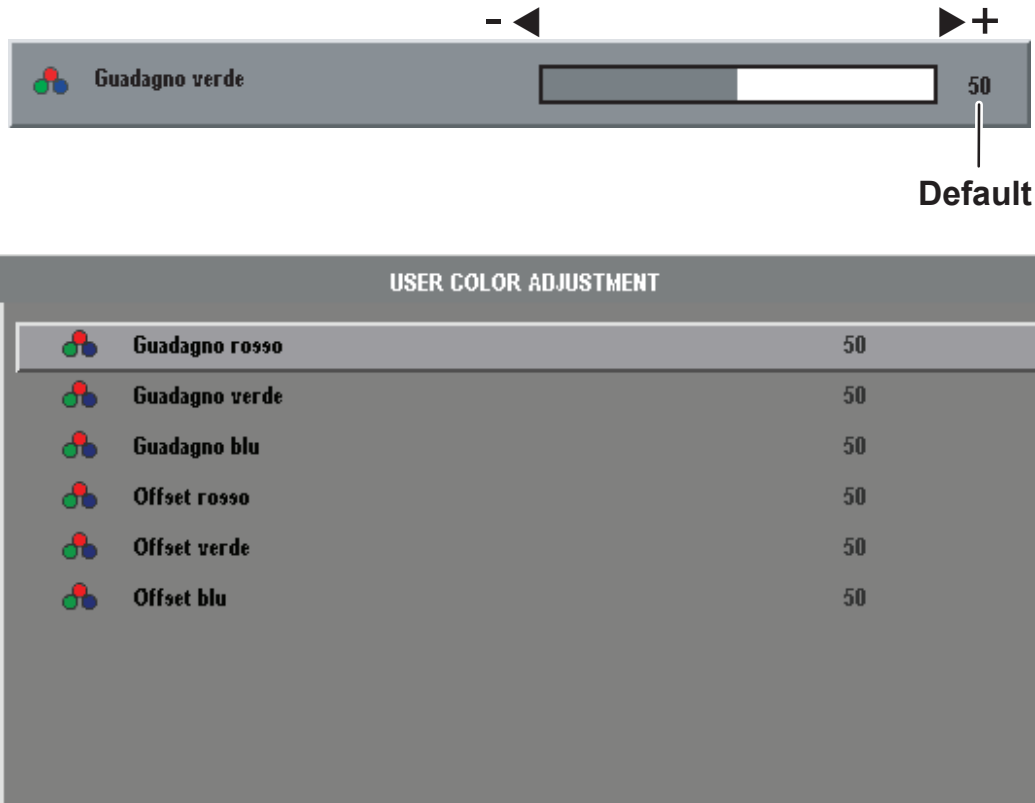 - ◀ ▶ +
Guadagno verde 50
Default
USER COLOR ADJUSTMENT
Guadagno rosso 50
Guadagno verde 50
Guadagno blu 50
Offset rosso 50
Offset verde 50
Offset blu 50